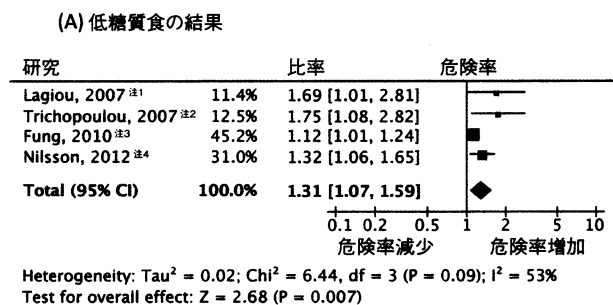 (A) 低糖質食の結果
研究 比率 危険率
Lagiou, 2007 注1 11.4% 1.69 [1.01, 2.81]
Trichopoulou, 2007 注2 12.5% 1.75 [1.08, 2.82]
Fung, 2010 注3 45.2% 1.12 [1.01, 1.24]
Nilsson, 2012 注4 31.0% 1.32 [1.06, 1.65]
Total (95% CI) 100.0% 1.31 [1.07, 1.59]
0.1 0.2 0.5 1 2 5 10
危険率減少 危険率増加
Heterogeneity: Tau² = 0.02; Chi² = 6.44, df = 3 (P = 0.09); I² = 53%
Test for overall effect: Z = 2.68 (P = 0.007)